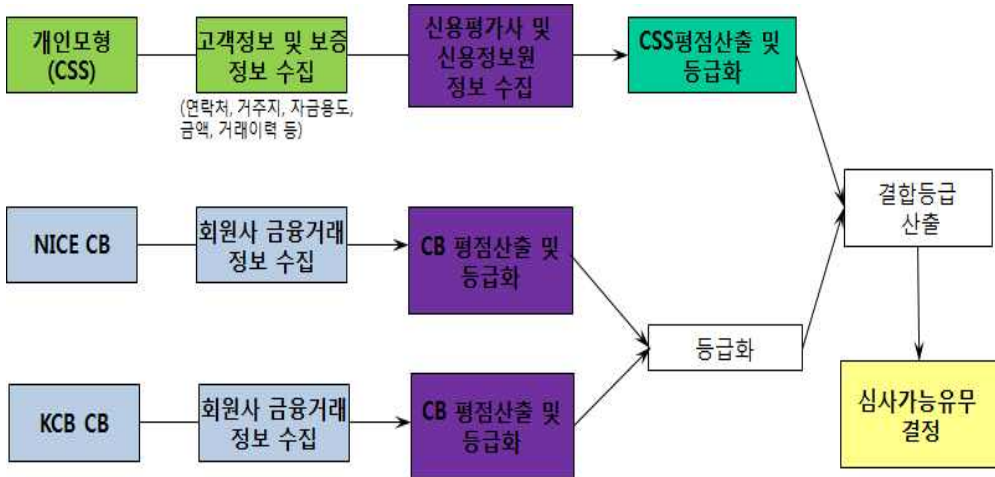 개인모형
(CSS)
고객정보 및 보증
정보 수집
(연락처, 거주지, 자금용도,
금액, 거래이력 등)
신용평가사 및
신용정보원
정보 수집
CSS평점산출 및
등급화
NICE CB
회원사 금융거래
정보 수집
CB 평점산출 및
등급화
결합등급
산출
등급화
KCB CB
회원사 금융거래
정보 수집
CB 평점산출 및
등급화
심사가능유무
결정